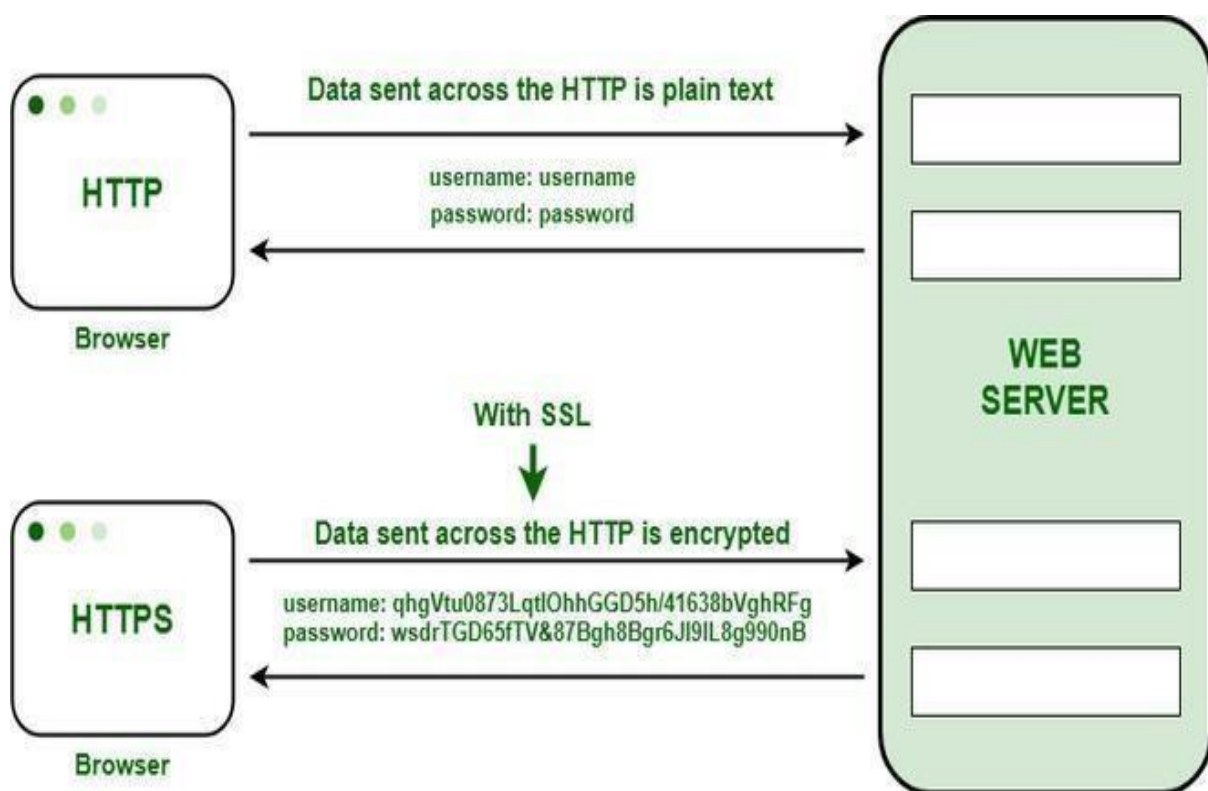 Data sent across the HTTP is plain text
HTTP
username: username
password: password
Browser
WEB
SERVER
With SSL
Data sent across the HTTP is encrypted
HTTPS
username: qhgVtu0873LqtlOhhGGD5h/41638bVghRFg
password: wsdrTGD65fTV&87Bgh8Bgr6Jl9lL8g990nB
Browser